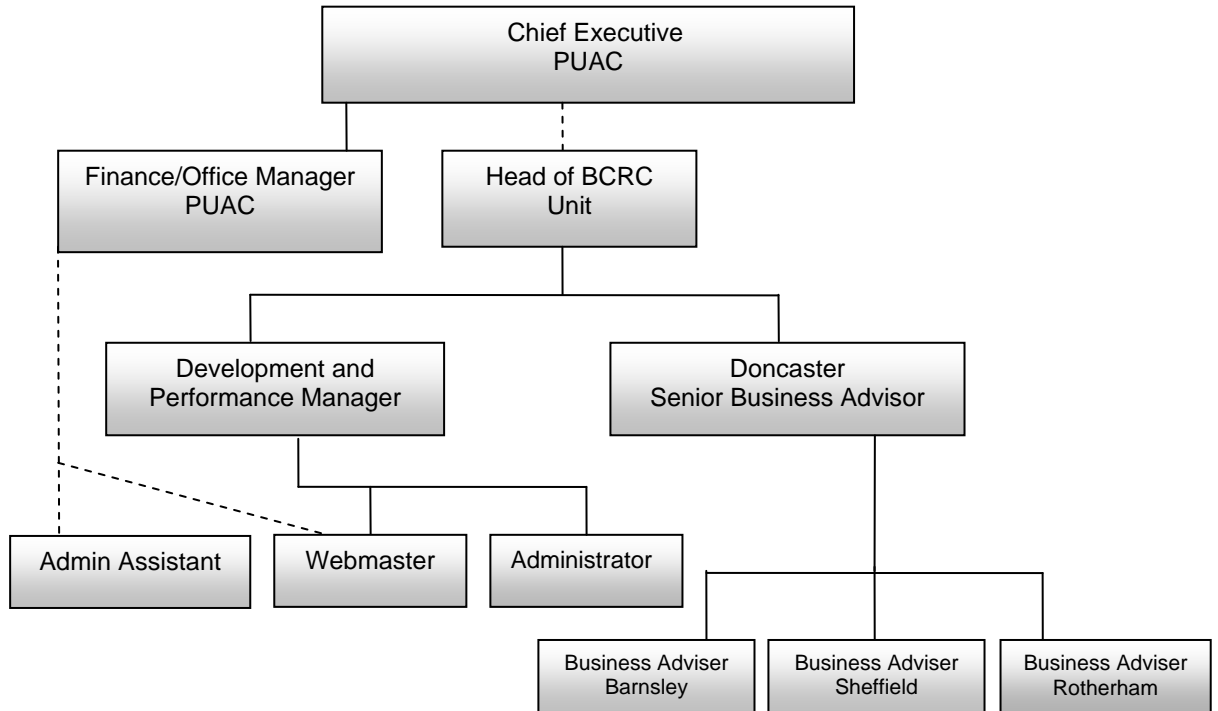 Chief Executive
PUAC
Finance/Office Manager
PUAC
Head of BCRC
Unit
Development and
Performance Manager
Doncaster
Senior Business Advisor
Admin Assistant
Webmaster
Administrator
Business Adviser
Barnsley
Business Adviser
Sheffield
Business Adviser
Rotherham